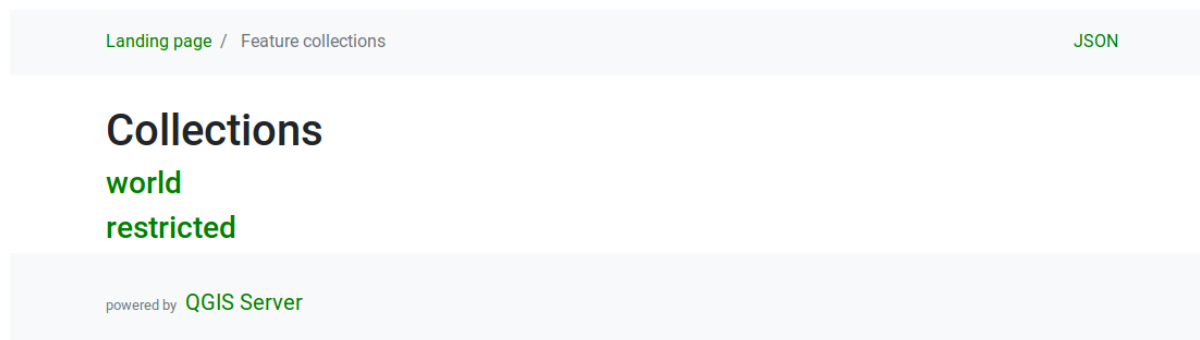 Landing page / Feature collections JSON
Collections
world
restricted
powered by QGIS Server